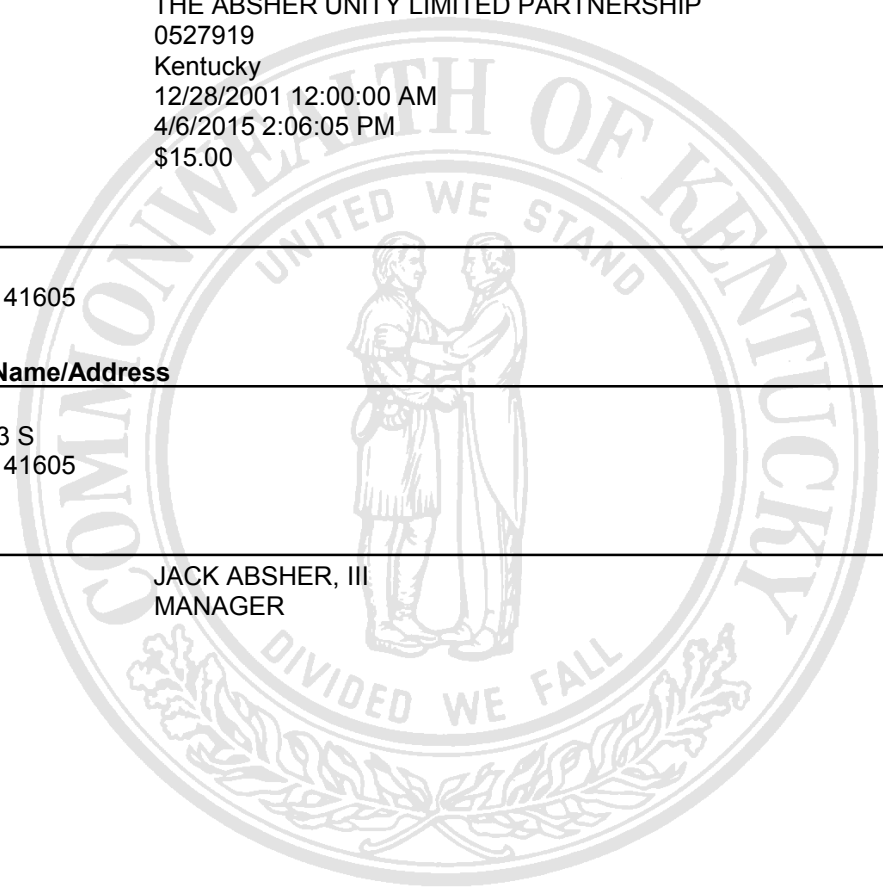 THE ABSHER UNITY LIMITED PARTNERSHIP
0527919
Kentucky
12/28/2001 12:00:00 AM
4/6/2015 2:06:05 PM
$15.00
COMMONWEALTH OF KENTUCKY
UNITED WE STAND
41605
Name/Address
3 S
41605
JACK ABSHER, III
MANAGER
DIVIDED WE FALL